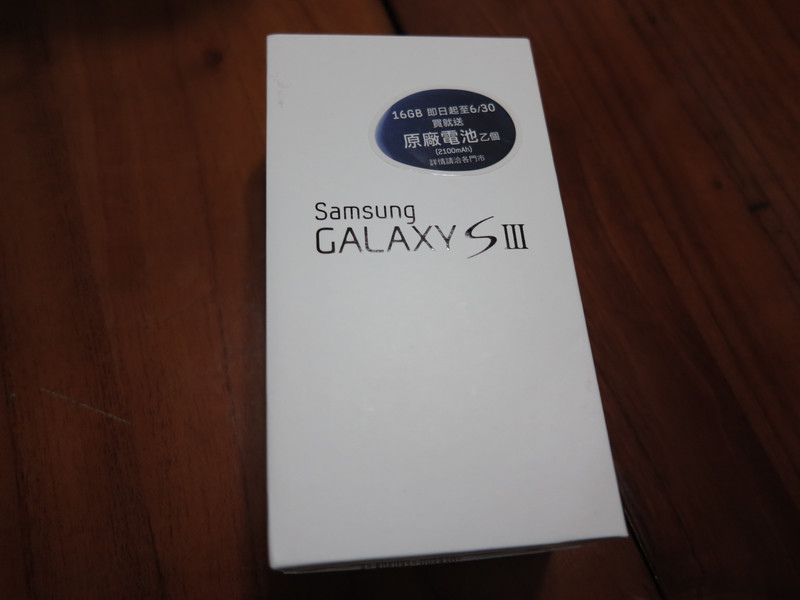 16GB 即日起至6/30
買就送
原廠電池乙個
(2100mAh)
詳情請洽各門市
Samsung
GALAXY S III